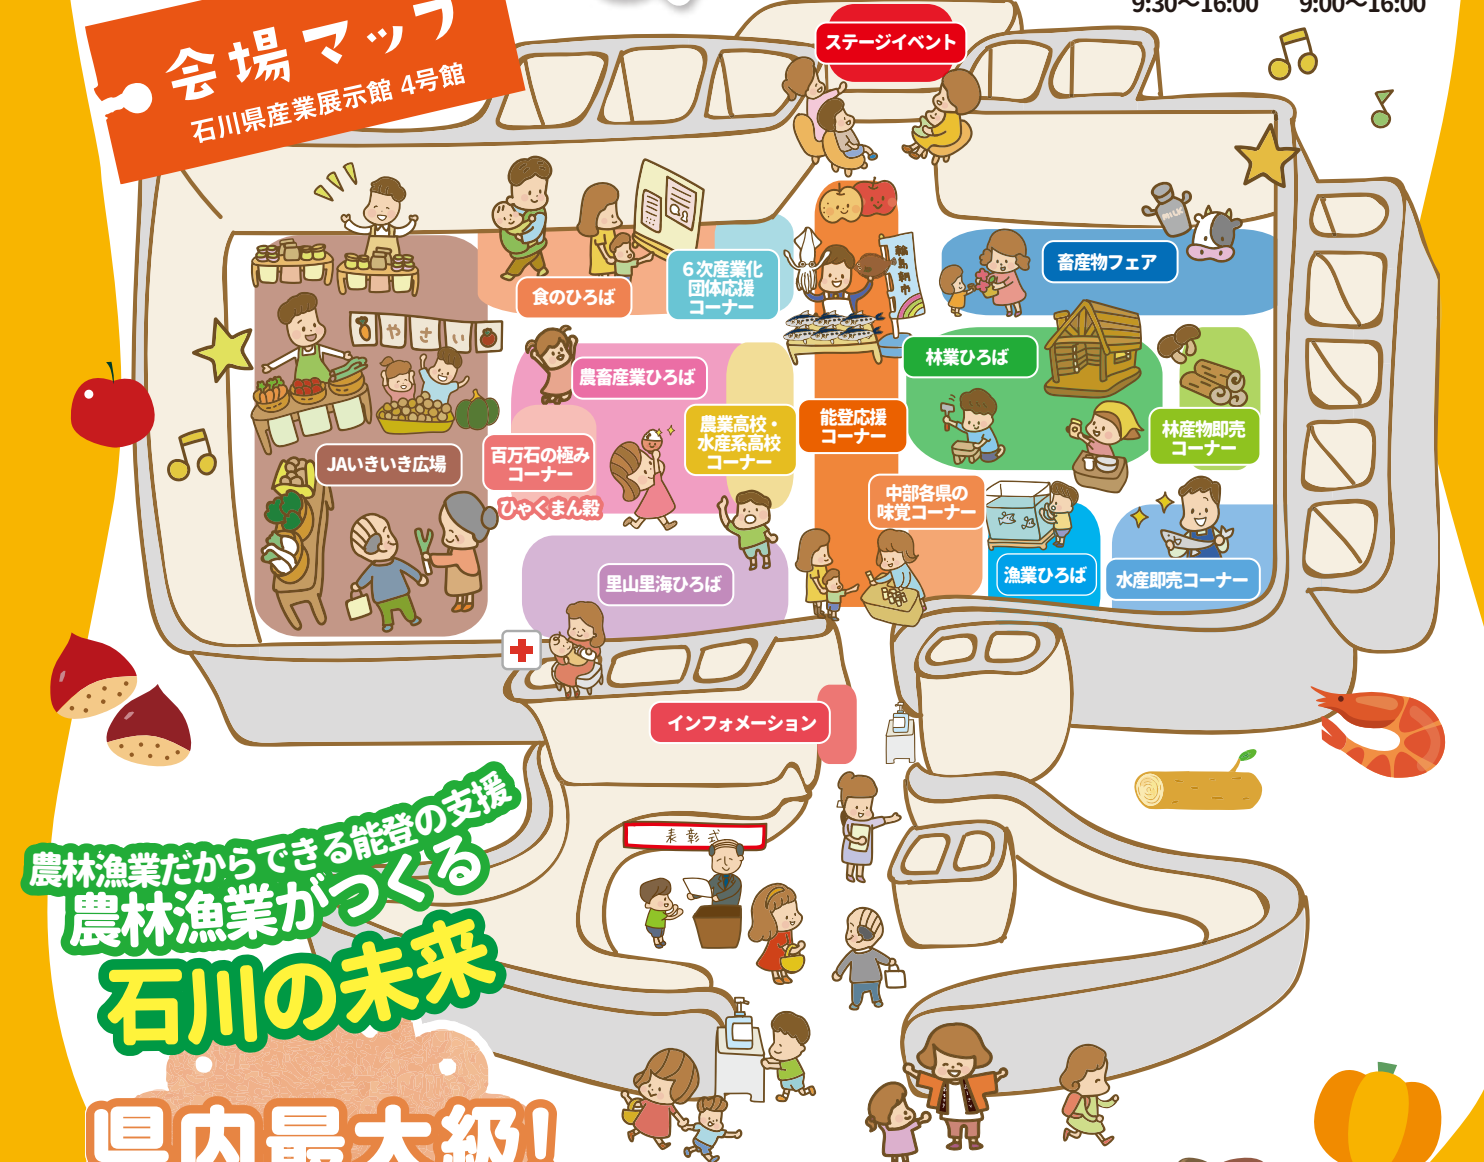 9:30～16:00 9:00～16:00
会場マップ
石川県産業展示館 4号館
ステージイベント
食のひろば
６次産業化
団体応援
コーナー
輪島朝市
MILK
畜産物フェア
やさい
農畜産業ひろば
林業ひろば
JAいきいき広場
百万石の極み
コーナー
ひゃくまん穀
農業高校・
水産系高校
コーナー
能登応援
コーナー
林産物即売
コーナー
中部各県の
味覚コーナー
里山里海ひろば
漁業ひろば
水産即売コーナー
インフォメーション
表彰式
農林漁業だからできる能登の支援
農林漁業がつくる
石川の未来
県内最大級!